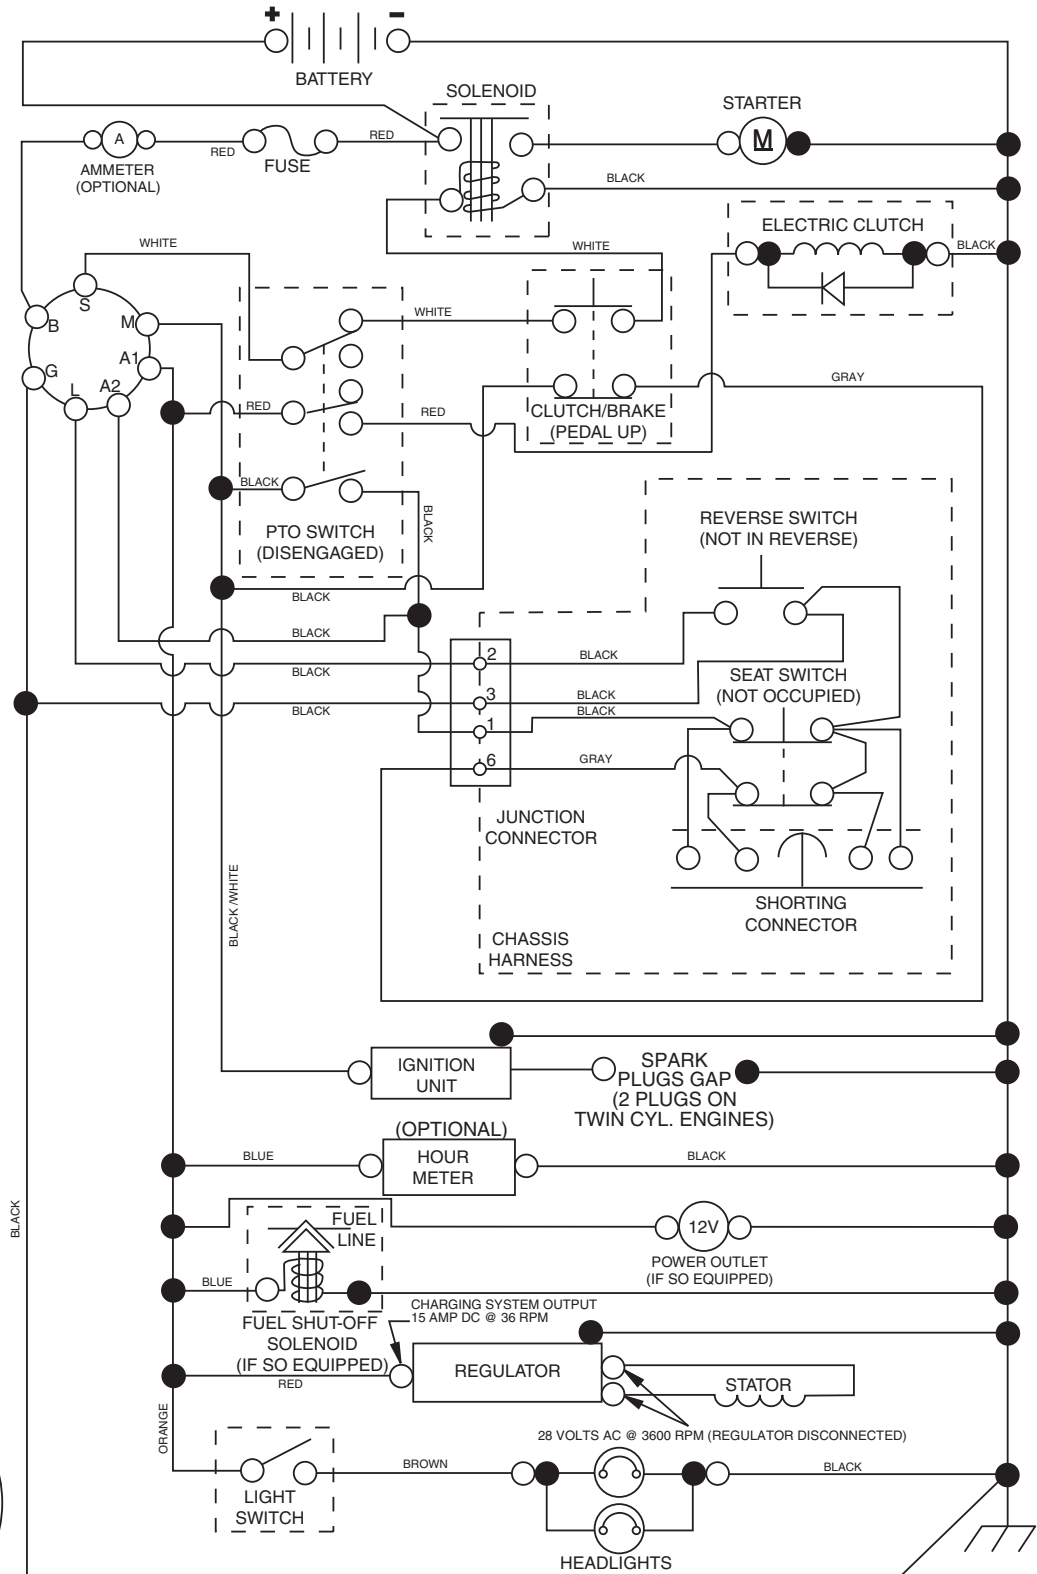 + -
BATTERY
SOLENOID
STARTER
A
M
RED
RED
AMMETER
(OPTIONAL)
FUSE
BLACK
ELECTRIC CLUTCH
WHITE
WHITE
BLACK
S
B
M
WHITE
A1
G
A2
L
GRAY
RED
RED
CLUTCH/BRAKE
(PEDAL UP)
BLACK
BLACK
PTO SWITCH
(DISENGAGED)
REVERSE SWITCH
(NOT IN REVERSE)
BLACK
BLACK
2
BLACK
BLACK
SEAT SWITCH
(NOT OCCUPIED)
3
BLACK
BLACK
BLACK
1
6
GRAY
JUNCTION
CONNECTOR
BLACK /WHITE
SHORTING
CONNECTOR
CHASSIS
HARNESS
IGNITION
UNIT
SPARK
PLUGS GAP
(2 PLUGS ON
TWIN CYL. ENGINES)
(OPTIONAL)
HOUR
METER
BLUE
BLACK
BLACK
FUEL
LINE
12V
POWER OUTLET
(IF SO EQUIPPED)
BLUE
CHARGING SYSTEM OUTPUT
15 AMP DC @ 36 RPM
FUEL SHUT-OFF
SOLENOID
(IF SO EQUIPPED)
RED
REGULATOR
STATOR
ORANGE
28 VOLTS AC @ 3600 RPM (REGULATOR DISCONNECTED)
BROWN
BLACK
LIGHT
SWITCH
HEADLIGHTS